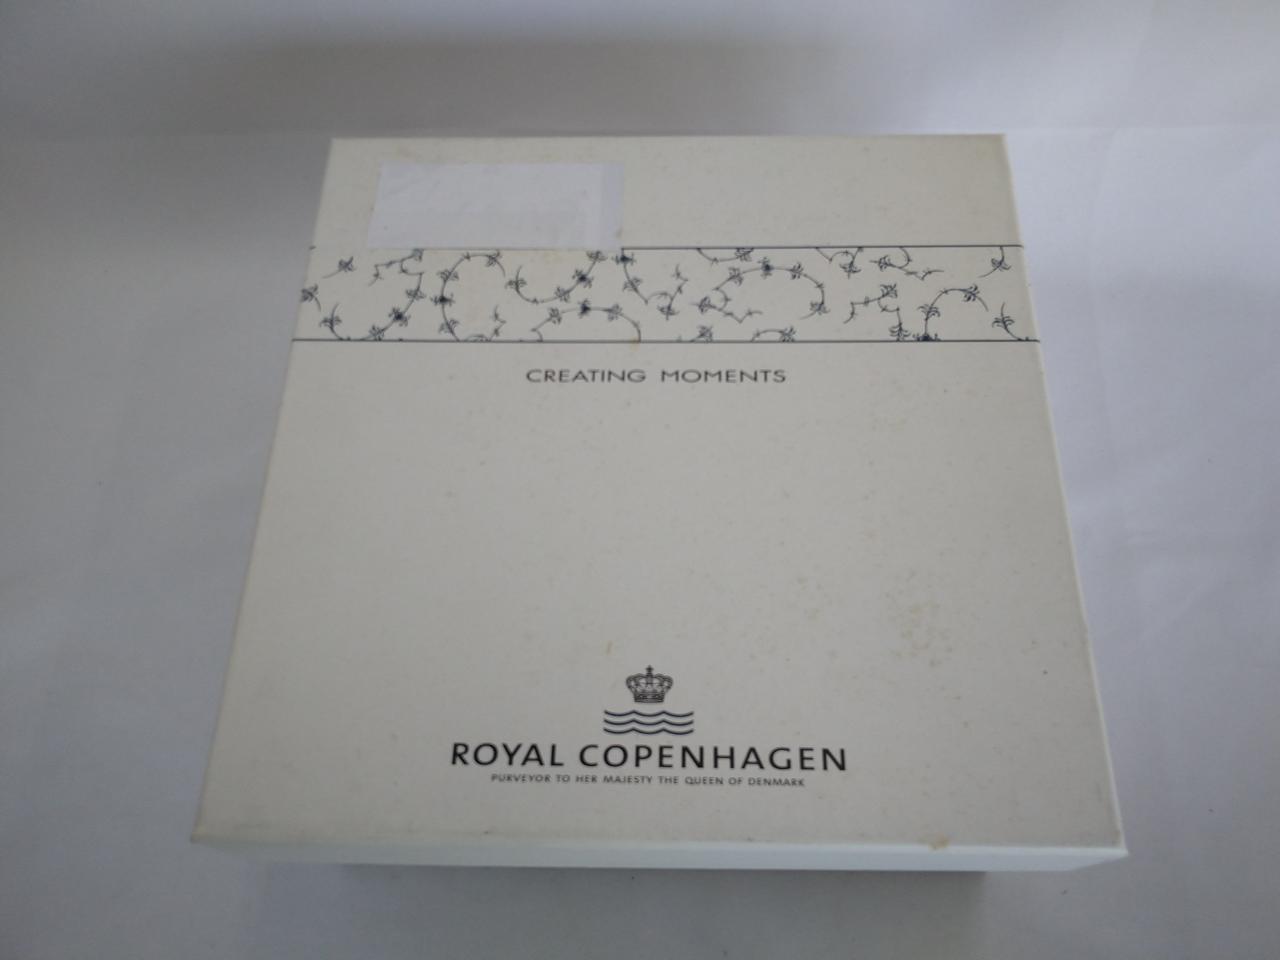 CREATING MOMENTS
ROYAL COPENHAGEN
PURVEYOR TO HER MAJESTY THE QUEEN OF DENMARK